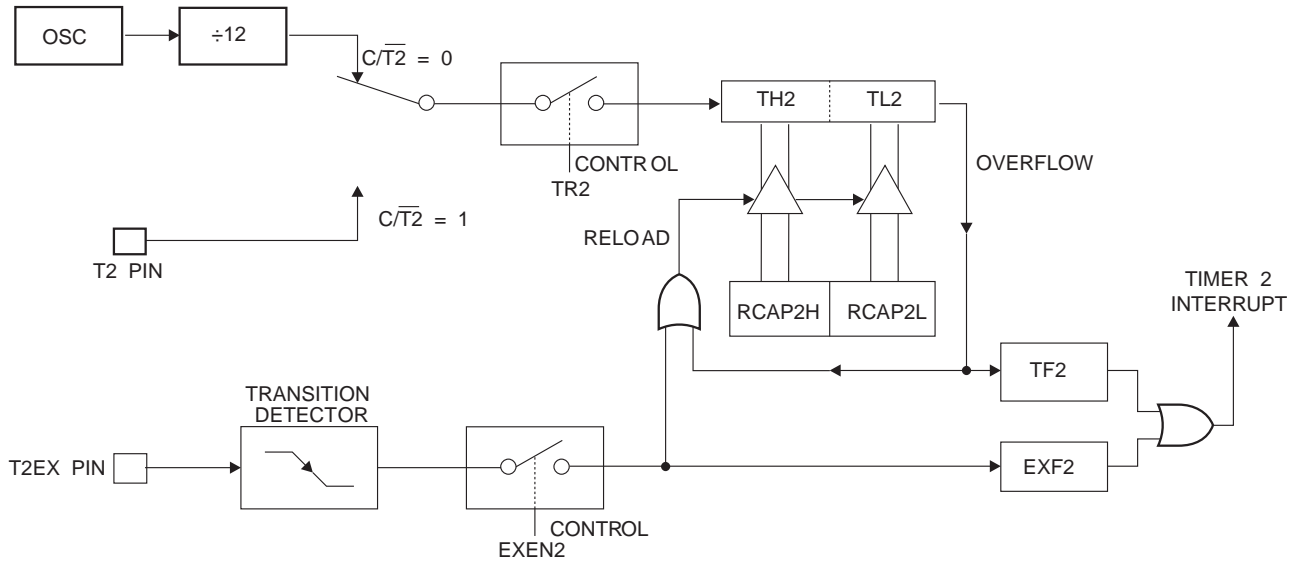 OSC
÷12
C/T2 = 0
TH2
TL2
CONTROL
TR2
OVERFLOW
C/T2 = 1
T2 PIN
RELOAD
RCAP2H
RCAP2L
TIMER 2
INTERRUPT
TF2
TRANSITION
DETECTOR
T2EX PIN
EXF2
CONTROL
EXEN2